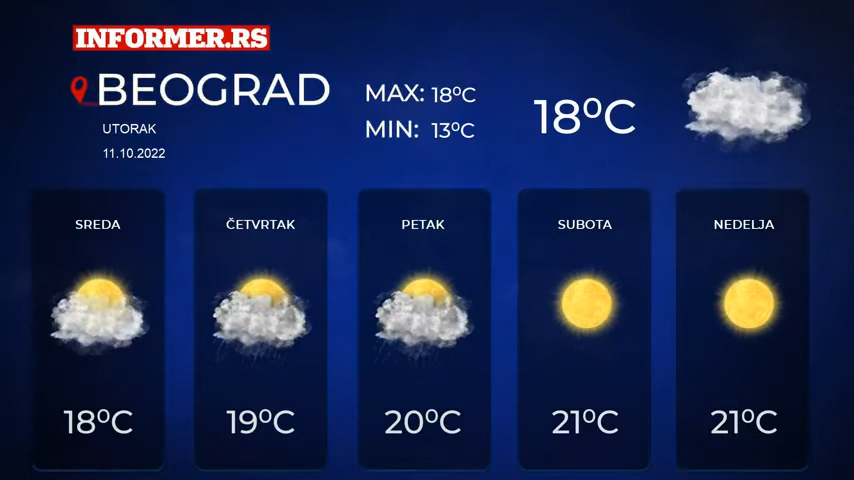 INFORMER.RS
BEOGRAD
UTORAK
11.10.2022
MAX: 18ºC
MIN: 13ºC
18ºC
SREDA
ČETVRTAK
PETAK
SUBOTA
NEDELJA
18ºC
19ºC
20ºC
21ºC
21ºC